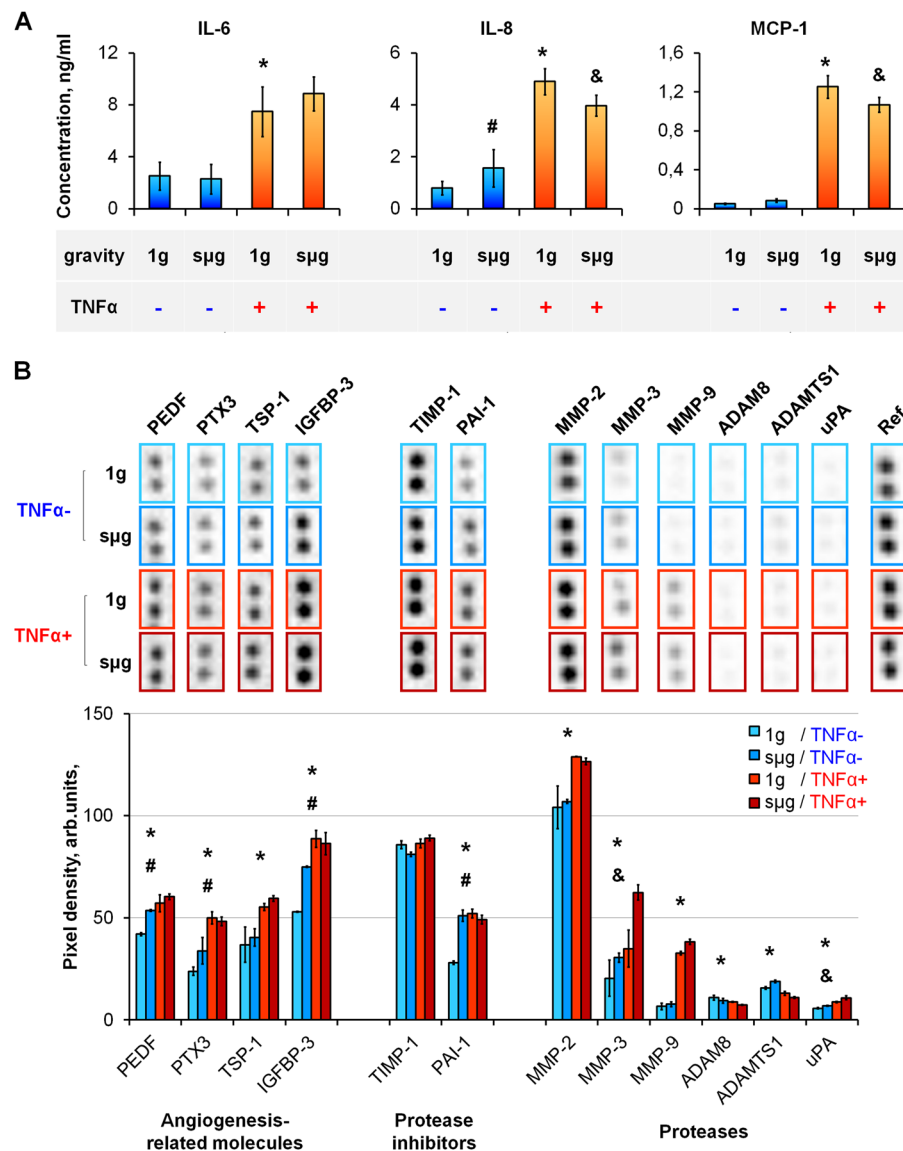 A
IL-6
IL-8
MCP-1
Concentration, ng/ml
12
9
6
3
0
*
6
4
2
0
#
*
&
1,6
1,2
0,8
0,4
0
*
&
gravity 1g sµg 1g sµg 1g sµg 1g sµg 1g sµg 1g sµg
TNFα - - + + - - + + - - + +
B
PEDF PTX3 TSP-1 IGFBP-3 TIMP-1 PAI-1 MMP-2 MMP-3 MMP-9 ADAM8 ADAMTS1 uPA Ref
TNFα-
1g
sµg
TNFα+
1g
sµg
Pixel density, arb.units,
150
100
50
0
1g / TNFα-
sµg / TNFα-
1g / TNFα+
sµg / TNFα+
* # * # * * # * # * * & * * * * &
PEDF PTX3 TSP-1 IGFBP-3 TIMP-1 PAI-1 MMP-2 MMP-3 MMP-9 ADAM8 ADAMTS1 uPA
Angiogenesis-
related molecules
Protease
inhibitors
Proteases